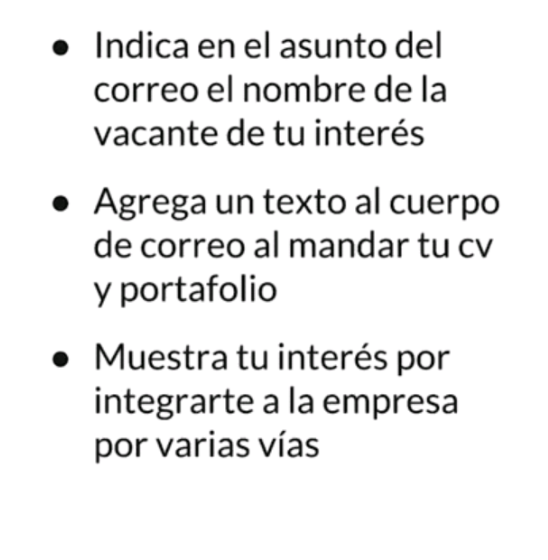 ● Indica en el asunto del
correo el nombre de la
vacante de tu interés
● Agrega un texto al cuerpo
de correo al mandar tu cv
y portafolio
● Muestra tu interés por
integrarte a la empresa
por varias vías